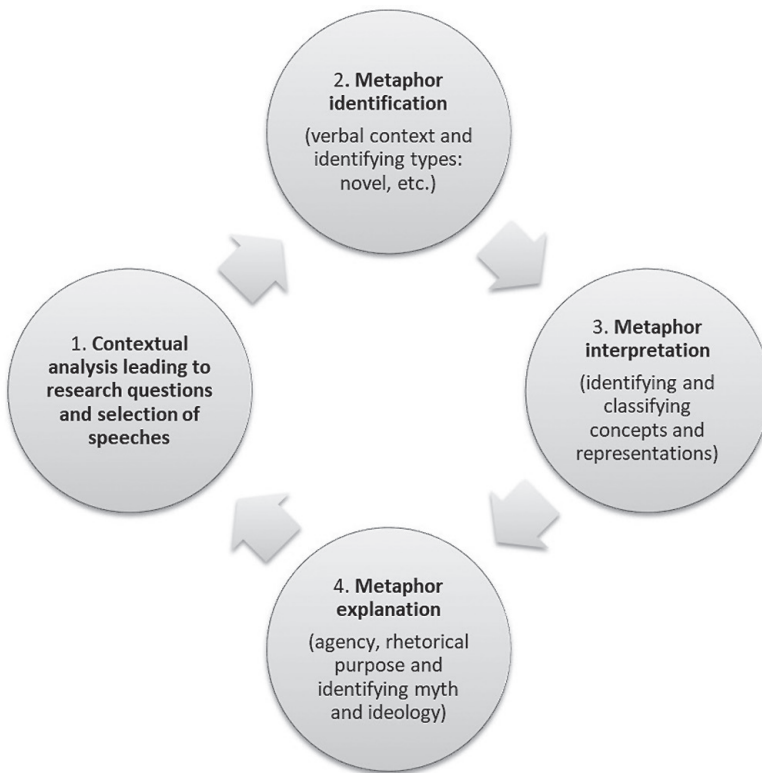 1. Contextual
analysis leading to
research questions
and selection of
speeches
2. Metaphor
identification
(verbal context and
identifying types:
novel, etc.)
3. Metaphor
interpretation
(identifying and
classifying
concepts and
representations)
4. Metaphor
explanation
(agency, rhetorical
purpose and
identifying myth
and ideology)